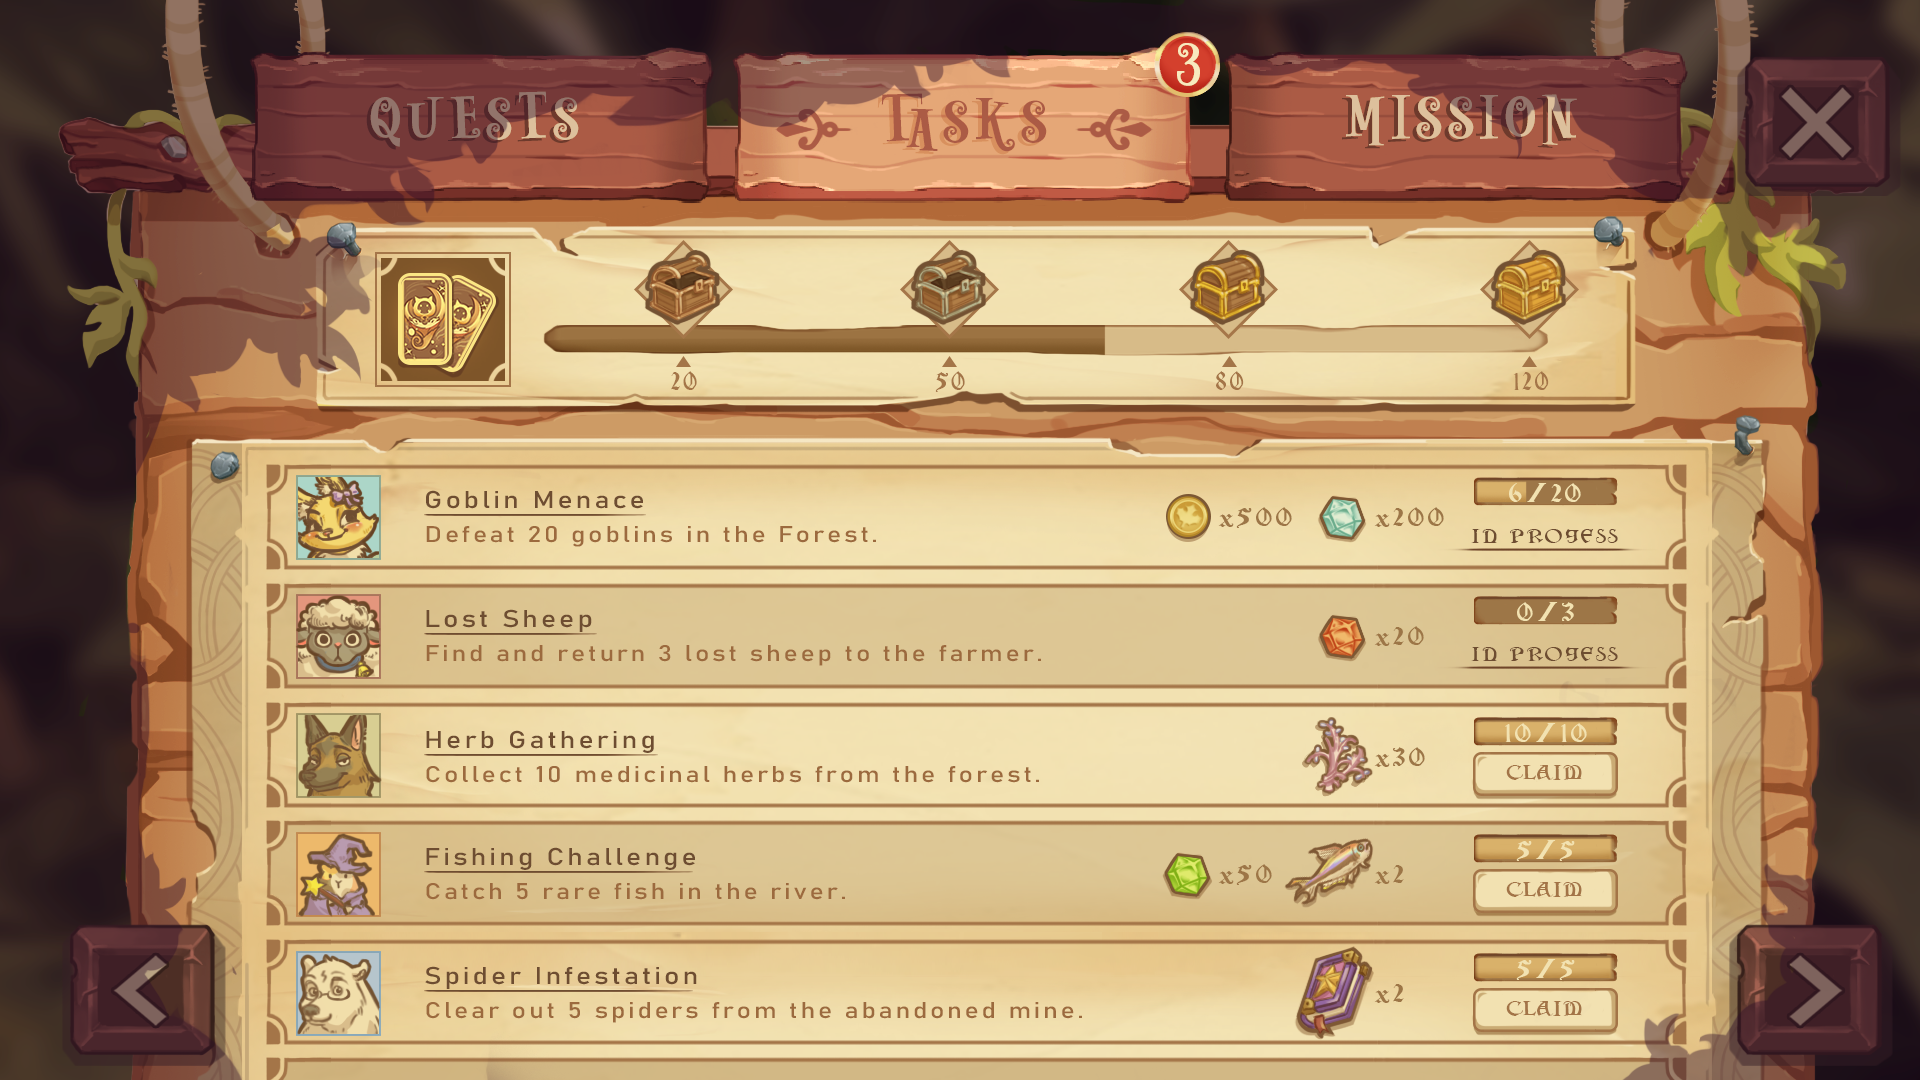 QUESTS
TASKS
3
MISSION
20
50
80
120
Goblin Menace
Defeat 20 goblins in the Forest.
x500
x200
6/20
IN PROGESS
Lost Sheep
Find and return 3 lost sheep to the farmer.
x20
0/3
IN PROGESS
Herb Gathering
Collect 10 medicinal herbs from the forest.
x30
10/10
CLAIM
Fishing Challenge
Catch 5 rare fish in the river.
x50
x2
5/5
CLAIM
Spider Infestation
Clear out 5 spiders from the abandoned mine.
x2
5/5
CLAIM